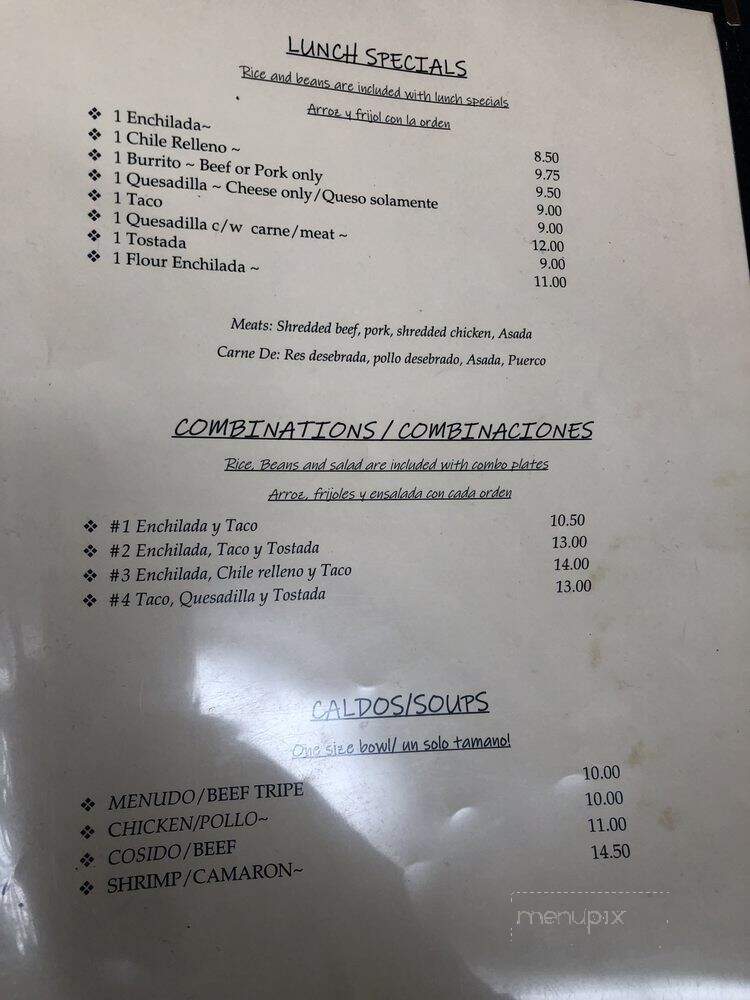 LUNCH SPECIALS
Rice and beans are included with lunch specials
Arroz y frijol con la orden
❖ 1 Enchilada~ 8.50
❖ 1 Chile Relleno ~ 9.75
❖ 1 Burrito ~ Beef or Pork only 9.50
❖ 1 Quesadilla ~ Cheese only/Queso solamente 9.00
❖ 1 Taco 9.00
❖ 1 Quesadilla c/w carne/meat ~ 12.00
❖ 1 Tostada 9.00
❖ 1 Flour Enchilada ~ 11.00
Meats: Shredded beef, pork, shredded chicken, Asada
Carne De: Res desebrada, pollo desebrado, Asada, Puerco
COMBINATIONS / COMBINACIONES
Rice, Beans and salad are included with combo plates
Arroz, frijoles y ensalada con cada orden
❖ #1 Enchilada y Taco 10.50
❖ #2 Enchilada, Taco y Tostada 13.00
❖ #3 Enchilada, Chile relleno y Taco 14.00
❖ #4 Taco, Quesadilla y Tostada 13.00
CALDOS/SOUPS
One size bowl/ un solo tamano!
❖ MENUDO/BEEF TRIPE 10.00
❖ CHICKEN/POLLO~ 10.00
❖ COSIDO/BEEF 11.00
❖ SHRIMP/CAMARON~ 14.50
menupix